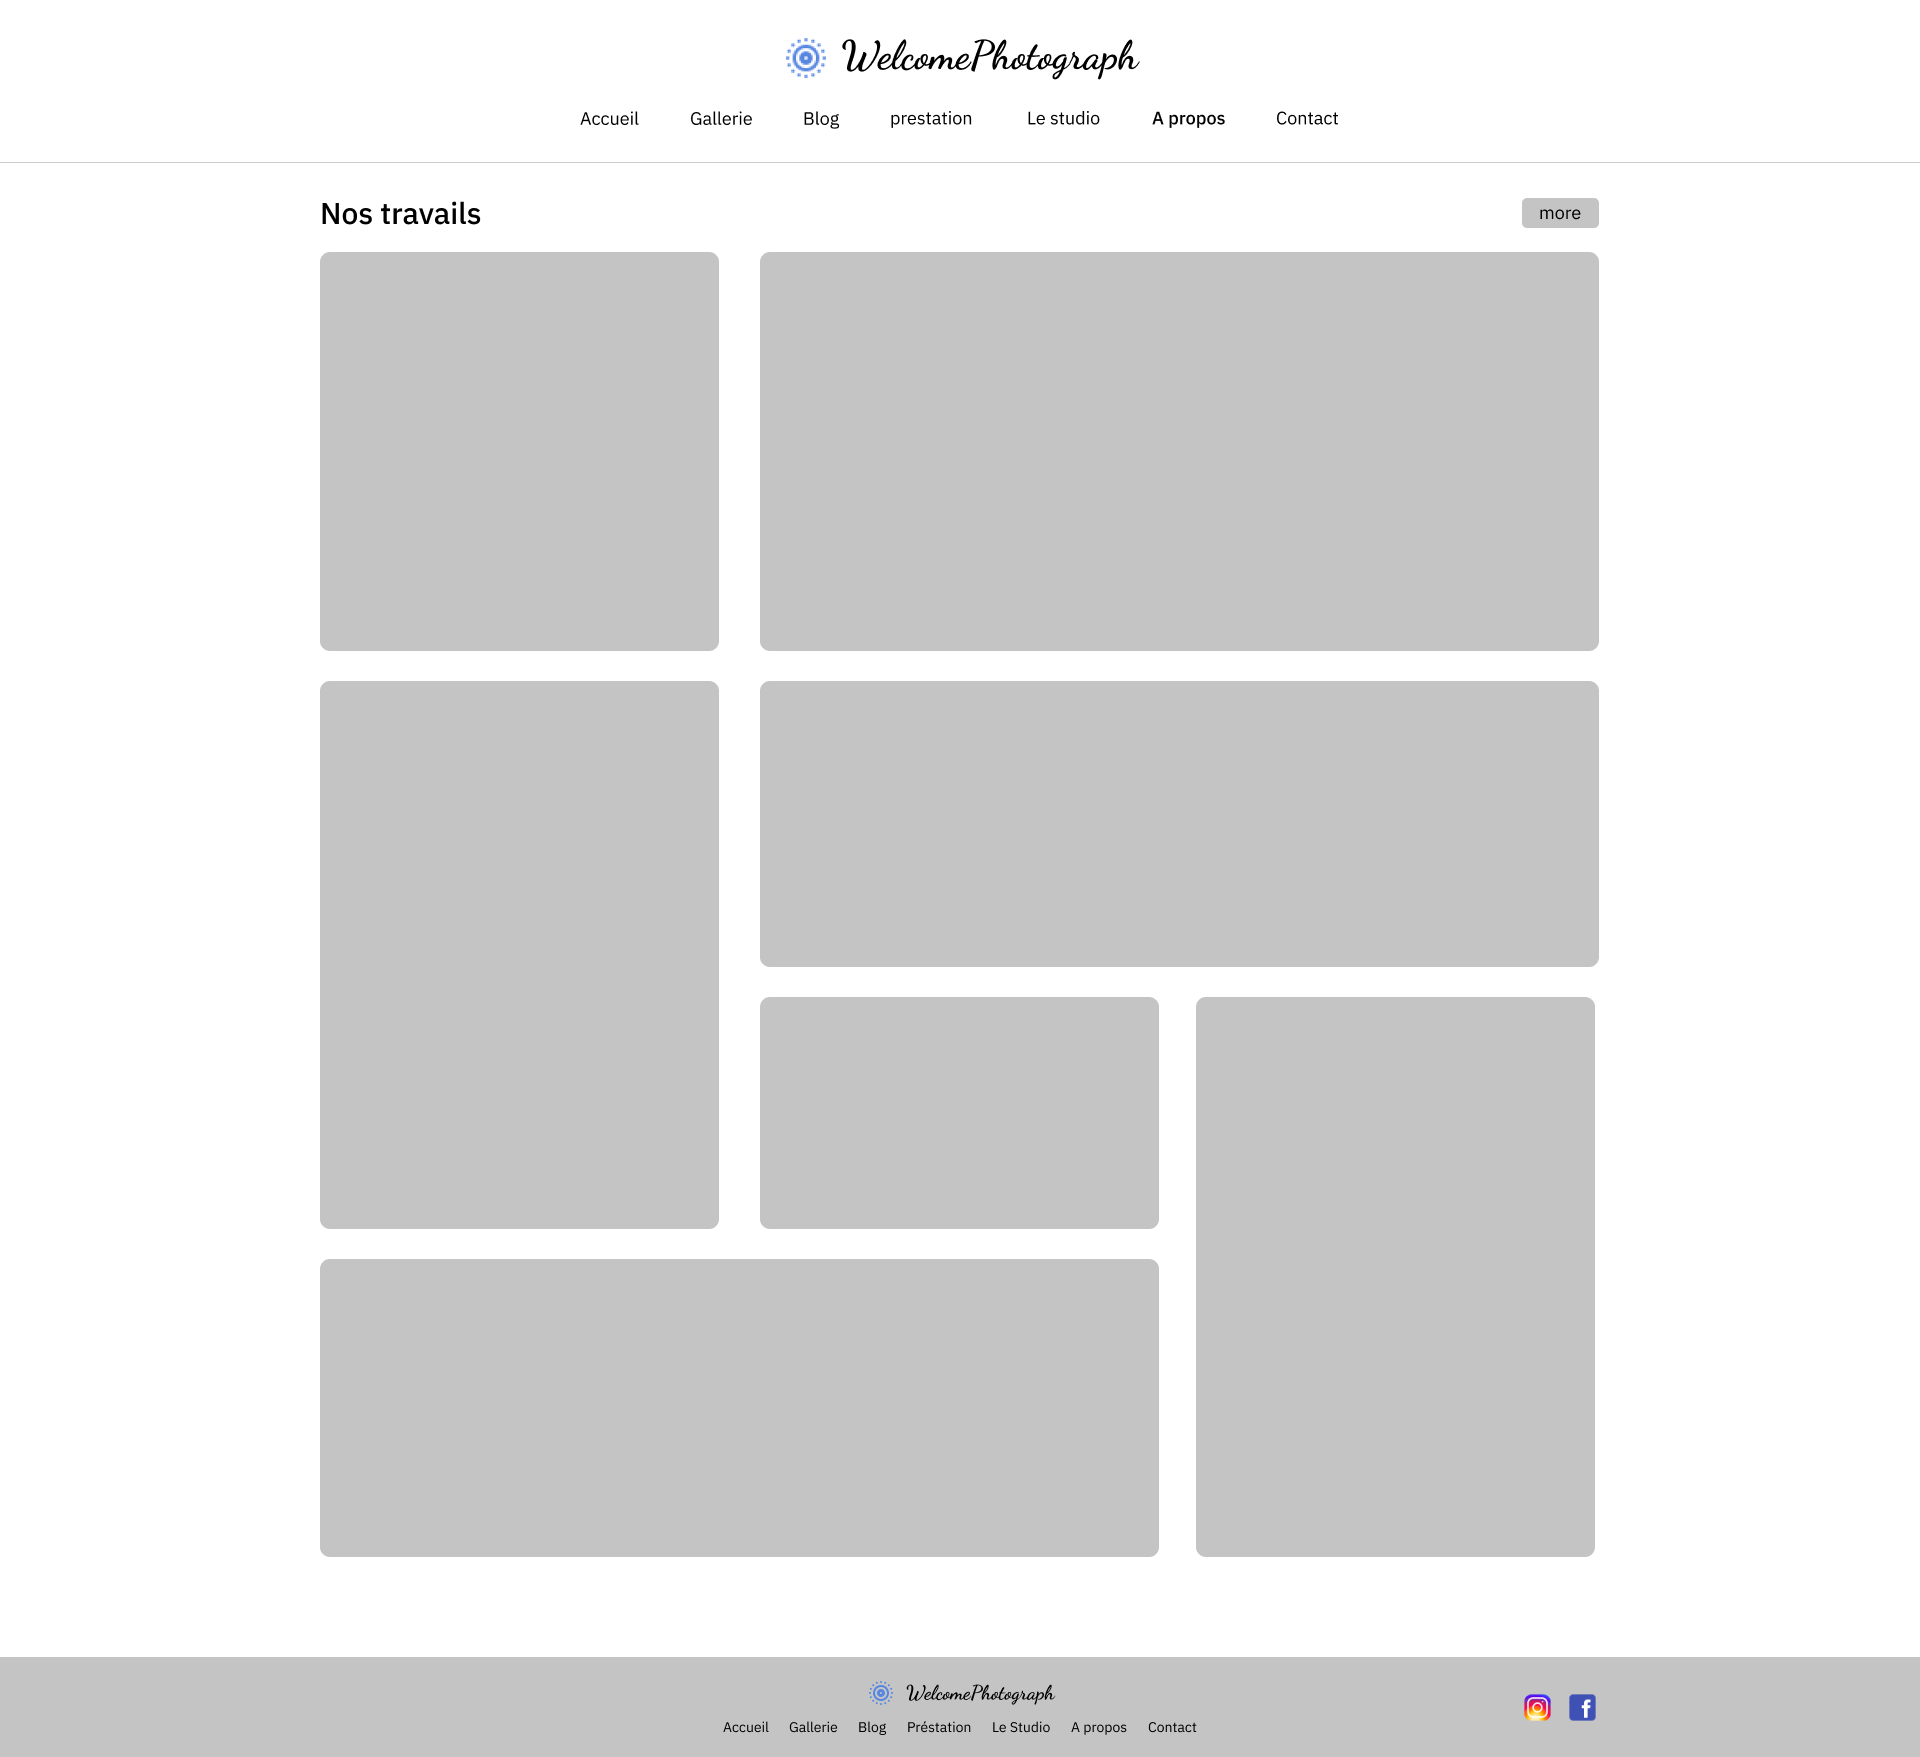 WelcomePhotograph
Accueil Gallerie Blog prestation Le studio A propos Contact
Nos travails more
WelcomePhotograph
Accueil Gallerie Blog Préstation Le Studio A propos Contact